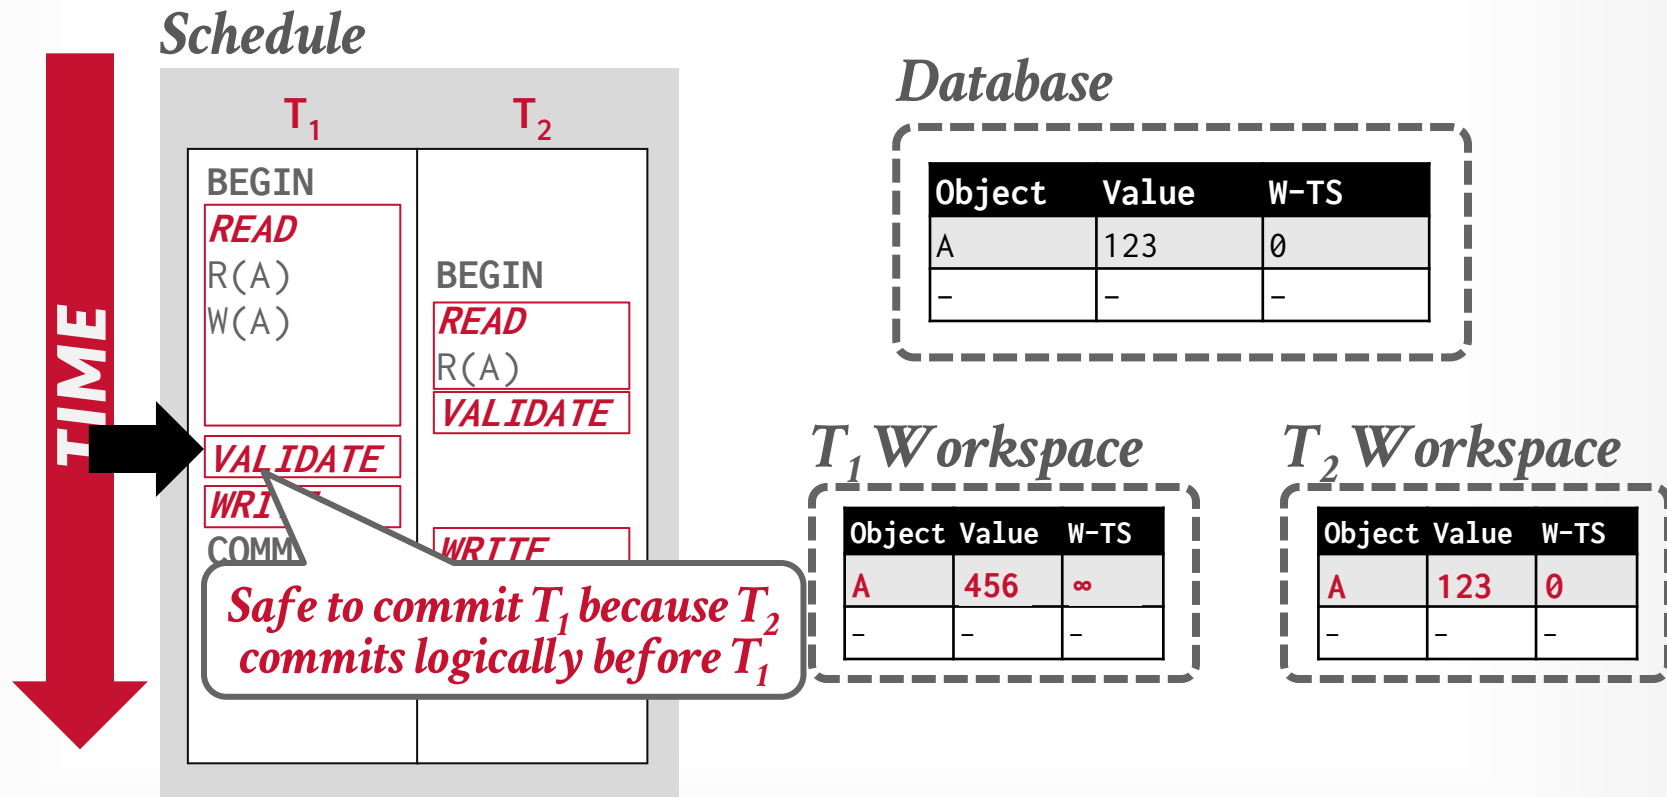 Schedule
TIME
T1
T2
BEGIN
READ
R(A)
W(A)
VALIDATE
BEGIN
READ
R(A)
VALIDATE
WRITE
Safe to commit T1 because T2
commits logically before T1
Database
Object Value W-TS
A 123 0
– – –
T1 Workspace
Object Value W-TS
A 456 ∞
– – –
T2 Workspace
Object Value W-TS
A 123 0
– – –